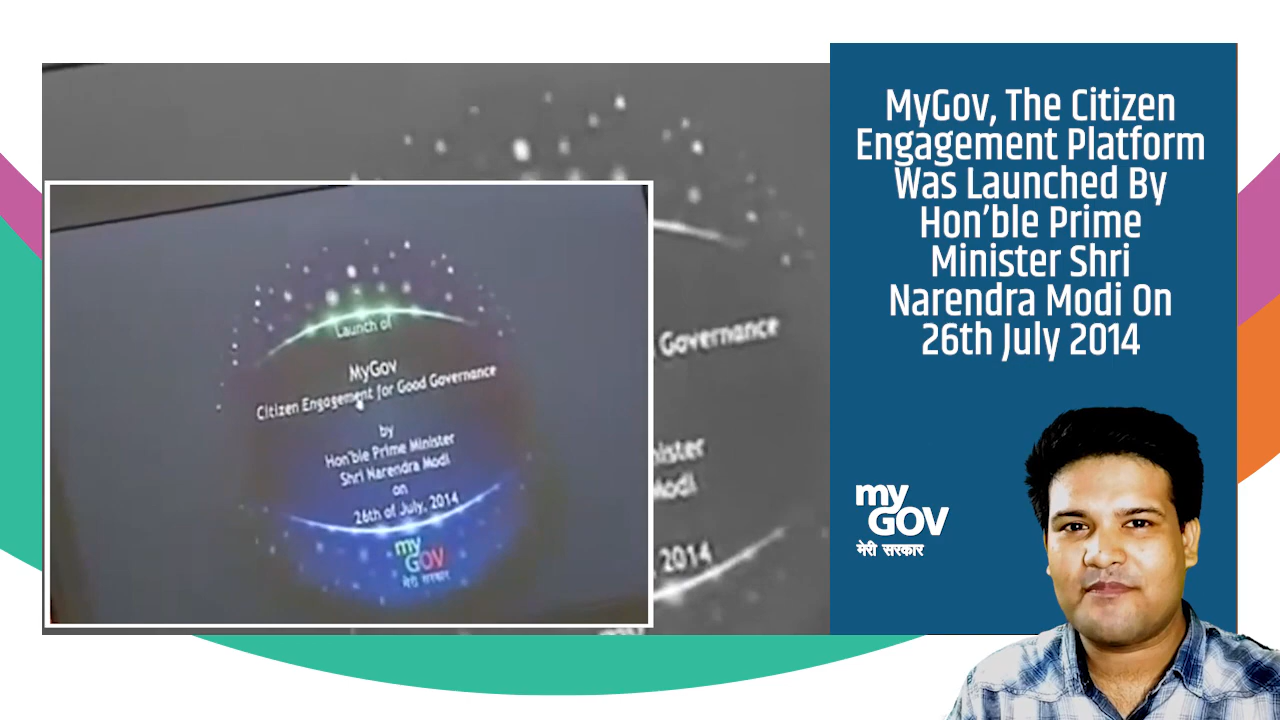 MyGov, The Citizen
Engagement Platform
Was Launched By
Hon'ble Prime
Minister Shri
Narendra Modi On
26th July 2014
my
GOV
मेरी सरकार
Launch of
MyGov
Citizen Engagement for Good Governance
by
Hon'ble Prime Minister
Shri Narendra Modi
on
26th of July, 2014
my
GOV
मेरी सरकार
Governance
nister
Modi
2014